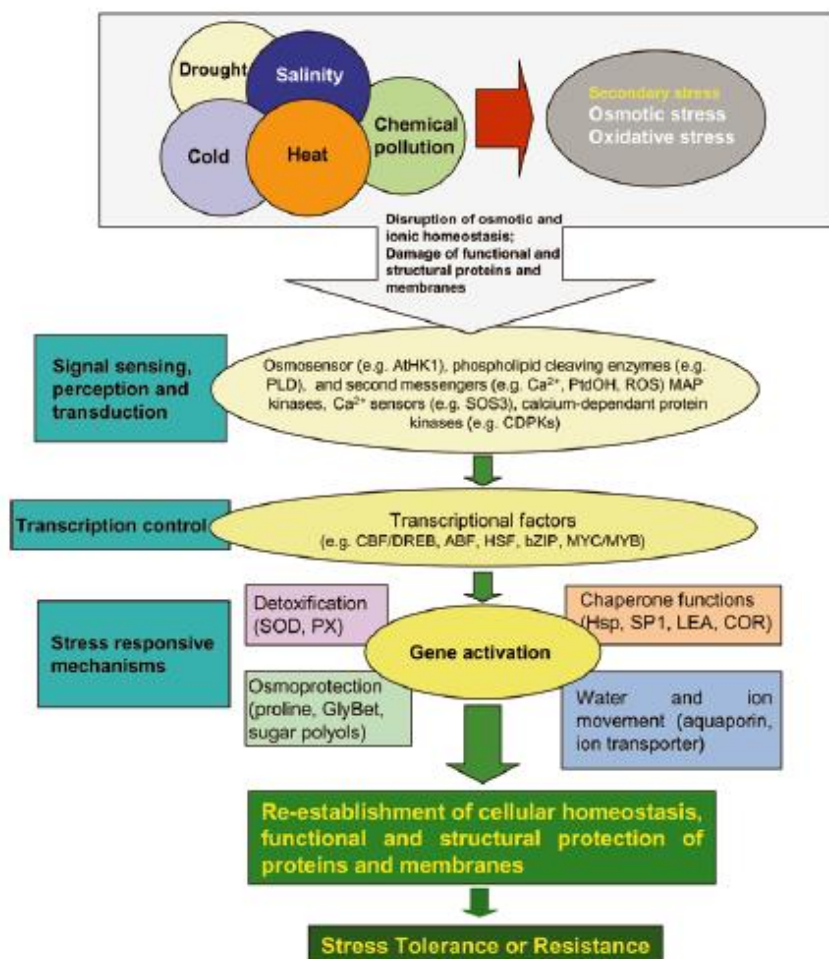 Drought
Salinity
Cold
Heat
Chemical
pollution
Secondary stress
Osmotic stress
Oxidative stress
Disruption of osmotic and
ionic homeostasis;
Damage of functional and
structural proteins and
membranes
Signal sensing,
perception and
transduction
Osmosensor (e.g. AtHK1), phospholipid cleaving enzymes (e.g.
PLD), and second messengers (e.g. Ca²⁺, PtdOH, ROS) MAP
kinases, Ca²⁺ sensors (e.g. SOS3), calcium-dependant protein
kinases (e.g. CDPKs)
Transcription control
Transcriptional factors
(e.g. CBF/DREB, ABF, HSF, bZIP, MYC/MYB)
Stress responsive
mechanisms
Detoxification
(SOD, PX)
Chaperone functions
(Hsp, SP1, LEA, COR)
Gene activation
Osmoprotection
(proline, GlyBet,
sugar polyols)
Water and ion
movement (aquaporin,
ion transporter)
Re-establishment of cellular homeostasis,
functional and structural protection of
proteins and membranes
Stress Tolerance or Resistance